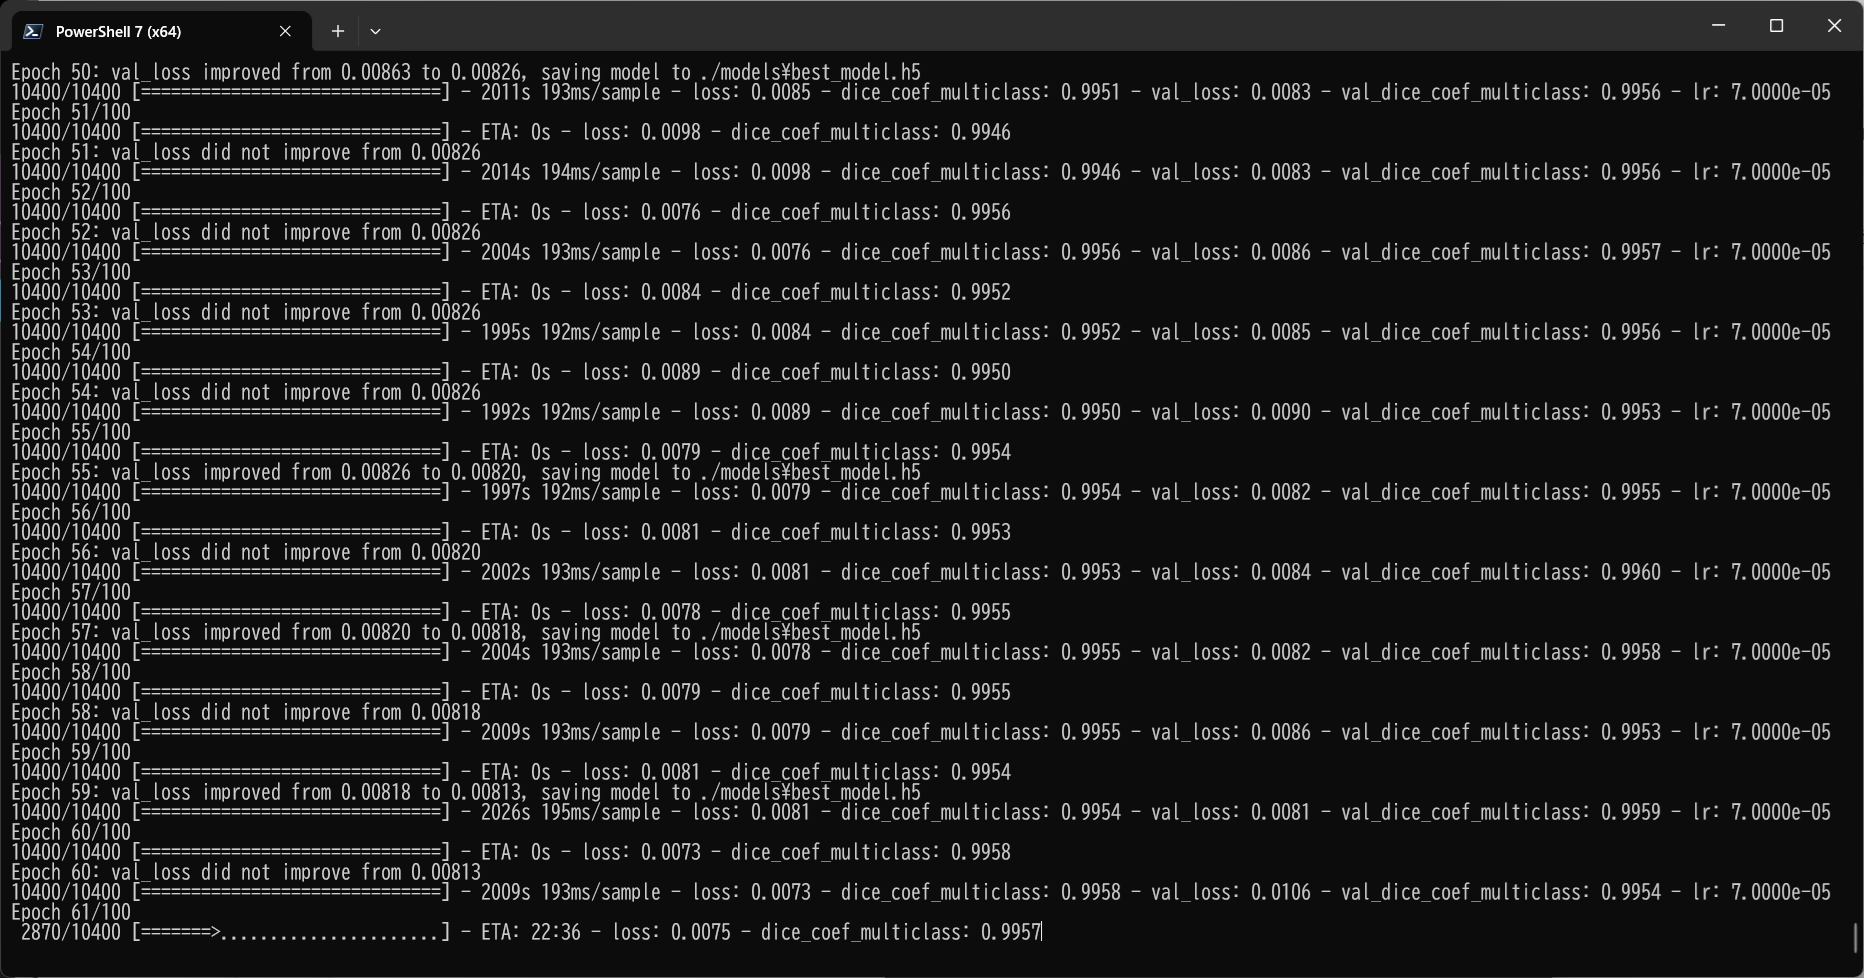 PowerShell 7 (x64)
Epoch 50: val_loss improved from 0.00863 to 0.00826, saving model to ./models¥best_model.h5
10400/10400 [==============================] - 2011s 193ms/sample - loss: 0.0085 - dice_coef_multiclass: 0.9951 - val_loss: 0.0083 - val_dice_coef_multiclass: 0.9956 - lr: 7.0000e-05
Epoch 51/100
10400/10400 [==============================] - ETA: 0s - loss: 0.0098 - dice_coef_multiclass: 0.9946
Epoch 51: val_loss did not improve from 0.00826
10400/10400 [==============================] - 2014s 194ms/sample - loss: 0.0098 - dice_coef_multiclass: 0.9946 - val_loss: 0.0083 - val_dice_coef_multiclass: 0.9956 - lr: 7.0000e-05
Epoch 52/100
10400/10400 [==============================] - ETA: 0s - loss: 0.0076 - dice_coef_multiclass: 0.9956
Epoch 52: val_loss did not improve from 0.00826
10400/10400 [==============================] - 2004s 193ms/sample - loss: 0.0076 - dice_coef_multiclass: 0.9956 - val_loss: 0.0086 - val_dice_coef_multiclass: 0.9957 - lr: 7.0000e-05
Epoch 53/100
10400/10400 [==============================] - ETA: 0s - loss: 0.0084 - dice_coef_multiclass: 0.9952
Epoch 53: val_loss did not improve from 0.00826
10400/10400 [==============================] - 1995s 192ms/sample - loss: 0.0084 - dice_coef_multiclass: 0.9952 - val_loss: 0.0085 - val_dice_coef_multiclass: 0.9956 - lr: 7.0000e-05
Epoch 54/100
10400/10400 [==============================] - ETA: 0s - loss: 0.0089 - dice_coef_multiclass: 0.9950
Epoch 54: val_loss did not improve from 0.00826
10400/10400 [==============================] - 1992s 192ms/sample - loss: 0.0089 - dice_coef_multiclass: 0.9950 - val_loss: 0.0090 - val_dice_coef_multiclass: 0.9953 - lr: 7.0000e-05
Epoch 55/100
10400/10400 [==============================] - ETA: 0s - loss: 0.0079 - dice_coef_multiclass: 0.9954
Epoch 55: val_loss improved from 0.00826 to 0.00820, saving model to ./models¥best_model.h5
10400/10400 [==============================] - 1997s 192ms/sample - loss: 0.0079 - dice_coef_multiclass: 0.9954 - val_loss: 0.0082 - val_dice_coef_multiclass: 0.9955 - lr: 7.0000e-05
Epoch 56/100
10400/10400 [==============================] - ETA: 0s - loss: 0.0081 - dice_coef_multiclass: 0.9953
Epoch 56: val_loss did not improve from 0.00820
10400/10400 [==============================] - 2002s 193ms/sample - loss: 0.0081 - dice_coef_multiclass: 0.9953 - val_loss: 0.0084 - val_dice_coef_multiclass: 0.9960 - lr: 7.0000e-05
Epoch 57/100
10400/10400 [==============================] - ETA: 0s - loss: 0.0078 - dice_coef_multiclass: 0.9955
Epoch 57: val_loss improved from 0.00820 to 0.00818, saving model to ./models¥best_model.h5
10400/10400 [==============================] - 2004s 193ms/sample - loss: 0.0078 - dice_coef_multiclass: 0.9955 - val_loss: 0.0082 - val_dice_coef_multiclass: 0.9958 - lr: 7.0000e-05
Epoch 58/100
10400/10400 [==============================] - ETA: 0s - loss: 0.0079 - dice_coef_multiclass: 0.9955
Epoch 58: val_loss did not improve from 0.00818
10400/10400 [==============================] - 2009s 193ms/sample - loss: 0.0079 - dice_coef_multiclass: 0.9955 - val_loss: 0.0086 - val_dice_coef_multiclass: 0.9953 - lr: 7.0000e-05
Epoch 59/100
10400/10400 [==============================] - ETA: 0s - loss: 0.0081 - dice_coef_multiclass: 0.9954
Epoch 59: val_loss improved from 0.00818 to 0.00813, saving model to ./models¥best_model.h5
10400/10400 [==============================] - 2026s 195ms/sample - loss: 0.0081 - dice_coef_multiclass: 0.9954 - val_loss: 0.0081 - val_dice_coef_multiclass: 0.9959 - lr: 7.0000e-05
Epoch 60/100
10400/10400 [==============================] - ETA: 0s - loss: 0.0073 - dice_coef_multiclass: 0.9958
Epoch 60: val_loss did not improve from 0.00813
10400/10400 [==============================] - 2009s 193ms/sample - loss: 0.0073 - dice_coef_multiclass: 0.9958 - val_loss: 0.0106 - val_dice_coef_multiclass: 0.9954 - lr: 7.0000e-05
Epoch 61/100
2870/10400 [=======>......................] - ETA: 22:36 - loss: 0.0075 - dice_coef_multiclass: 0.9957